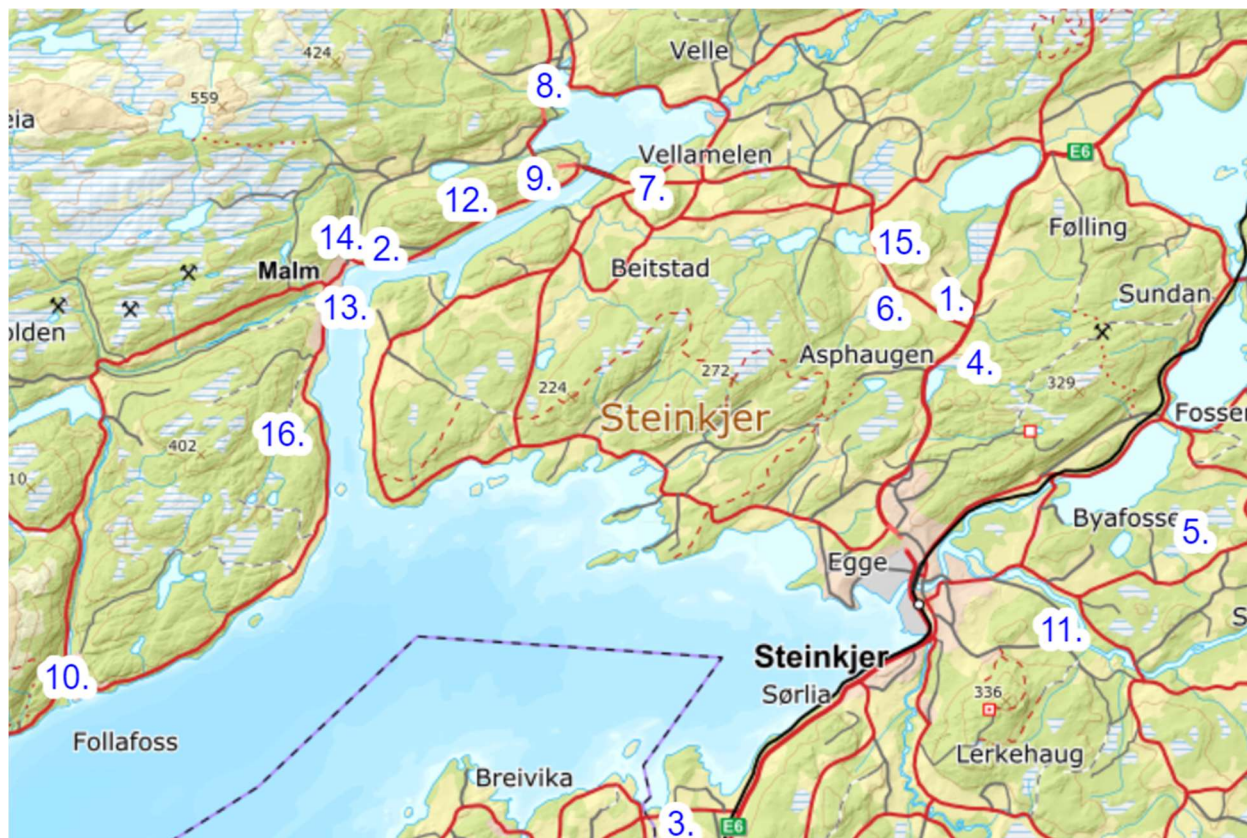 Velle
424
8.
559
eia
E6
Vellamelen
9.
7.
12.
Følling
14.
2.
15.
Malm
Beitstad
Sundan
1.
13.
6.
olden
Asphaugen
4.
272
329
224
Steinkjer
Fosser
16.
402
10
Byafosse
5.
Egge
11.
S
Steinkjer
10.
Sørlia
336
Follafoss
Lerkehaug
Breivika
3.
E6